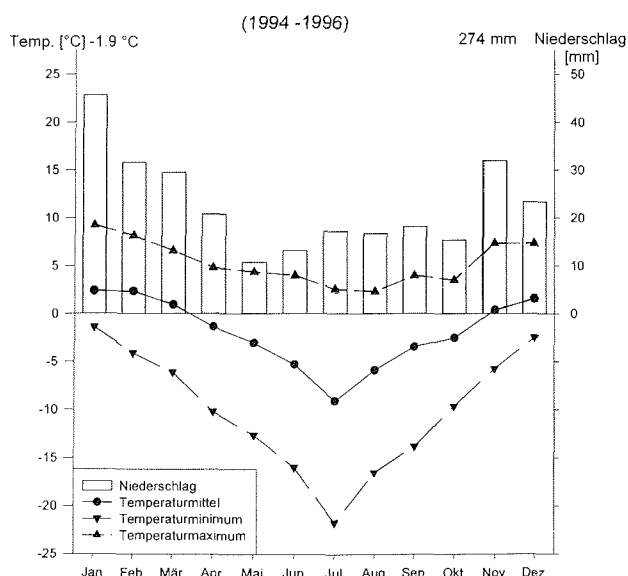 (1994 -1996)
Temp. [°C] -1.9 °C
274 mm Niederschlag
[mm]
25
20
15
10
5
0
-5
-10
-15
-20
-25
50
40
30
20
10
0
Niederschlag
Temperaturmittel
Temperaturmininum
Temperaturmaximum
Jan Feb Mär Apr Mai Jun Jul Aug Sep Okt Nov Dez